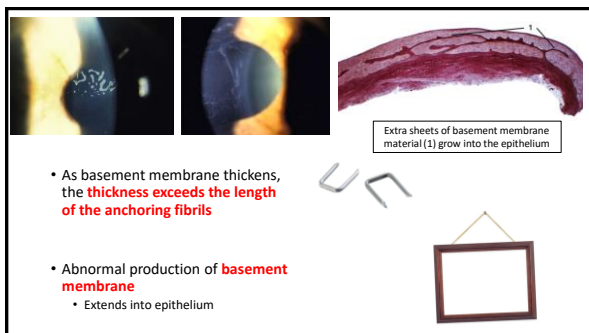 1
Extra sheets of basement membrane
material (1) grow into the epithelium
• As basement membrane thickens,
the thickness exceeds the length
of the anchoring fibrils
• Abnormal production of basement
membrane
• Extends into epithelium